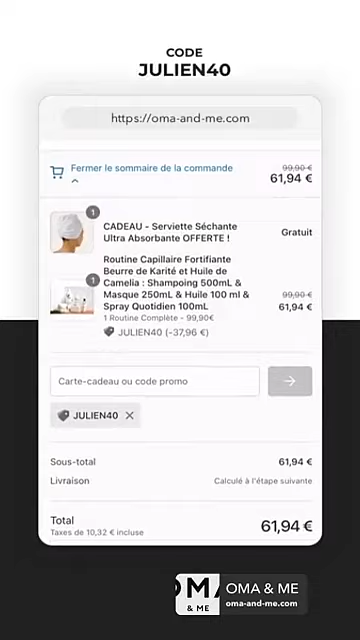 CODE
JULIEN40
https://oma-and-me.com
Fermer le sommaire de la commande
99,90 €
61,94 €
1
CADEAU - Serviette Séchante
Ultra Absorbante OFFERTE !
Gratuit
1
Routine Capillaire Fortifiante
Beurre de Karité et Huile de
Camelia : Shampoing 500mL &
Masque 250mL & Huile 100 ml &
Spray Quotidien 100mL
1 Routine Complète - 99,90€
JULIEN40 (-37,96 €)
99,90 €
61,94 €
Carte-cadeau ou code promo
JULIEN40
Sous-total
61,94 €
Livraison
Calculé à l'étape suivante
Total
Taxes de 10,32 € incluse
61,94 €
OMA
& ME
OMA & ME
oma-and-me.com